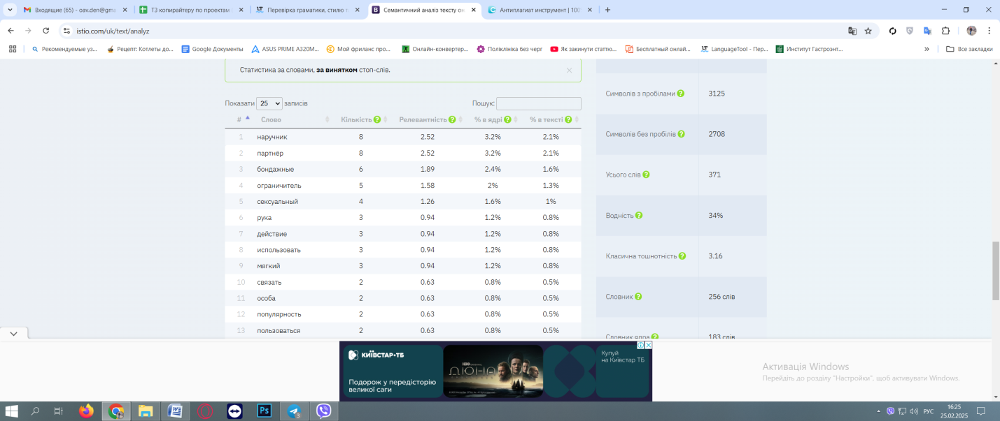 Входящие (65) - oav.den@gma
ТЗ копирайтеру по проектам
Перевірка граматики, стилю т
Семантичний аналіз тексту он
Антиплагиат инструмент | 100
istio.com/uk/text/analyz
Рекомендуемые уз...
Рецепт: Котлеты до...
Google Документы
ASUS PRIME A320M...
Мой фриланс про...
Онлайн-конвертер...
Поліклініка без черг
Як закинути статтю...
Бесплатный онлай...
LanguageTool - Пер...
Институт Гастроэнт...
»
Все закладки
Статистика за словами, за винятком стоп-слів.
Показати 25 записів
Пошук:
# Слово Кількість Релевантність % в ядрі % в тексті
1 наручник 8 2.52 3.2% 2.1%
2 партнёр 8 2.52 3.2% 2.1%
3 бондажные 6 1.89 2.4% 1.6%
4 ограничитель 5 1.58 2% 1.3%
5 сексуальный 4 1.26 1.6% 1%
6 рука 3 0.94 1.2% 0.8%
7 действие 3 0.94 1.2% 0.8%
8 использовать 3 0.94 1.2% 0.8%
9 мягкий 3 0.94 1.2% 0.8%
10 связать 2 0.63 0.8% 0.5%
11 особа 2 0.63 0.8% 0.5%
12 популярность 2 0.63 0.8% 0.5%
13 пользоваться 2 0.63 0.8% 0.5%
Символів з пробілами 3125
Символів без пробілів 2708
Усього слів 371
Водність 34%
Класична тошнотність 3.16
Словник 256 слів
Словник ядра 183 слів
КИЇВСТАР•ТБ
Подорож у передісторію
великої саги
ДЮНА
Купуй
на Київстар ТБ
Активація Windows
Перейдіть до розділу "Настройки", щоб активувати Windows.
W
Ps
3
РУС
16:25
25.02.2025